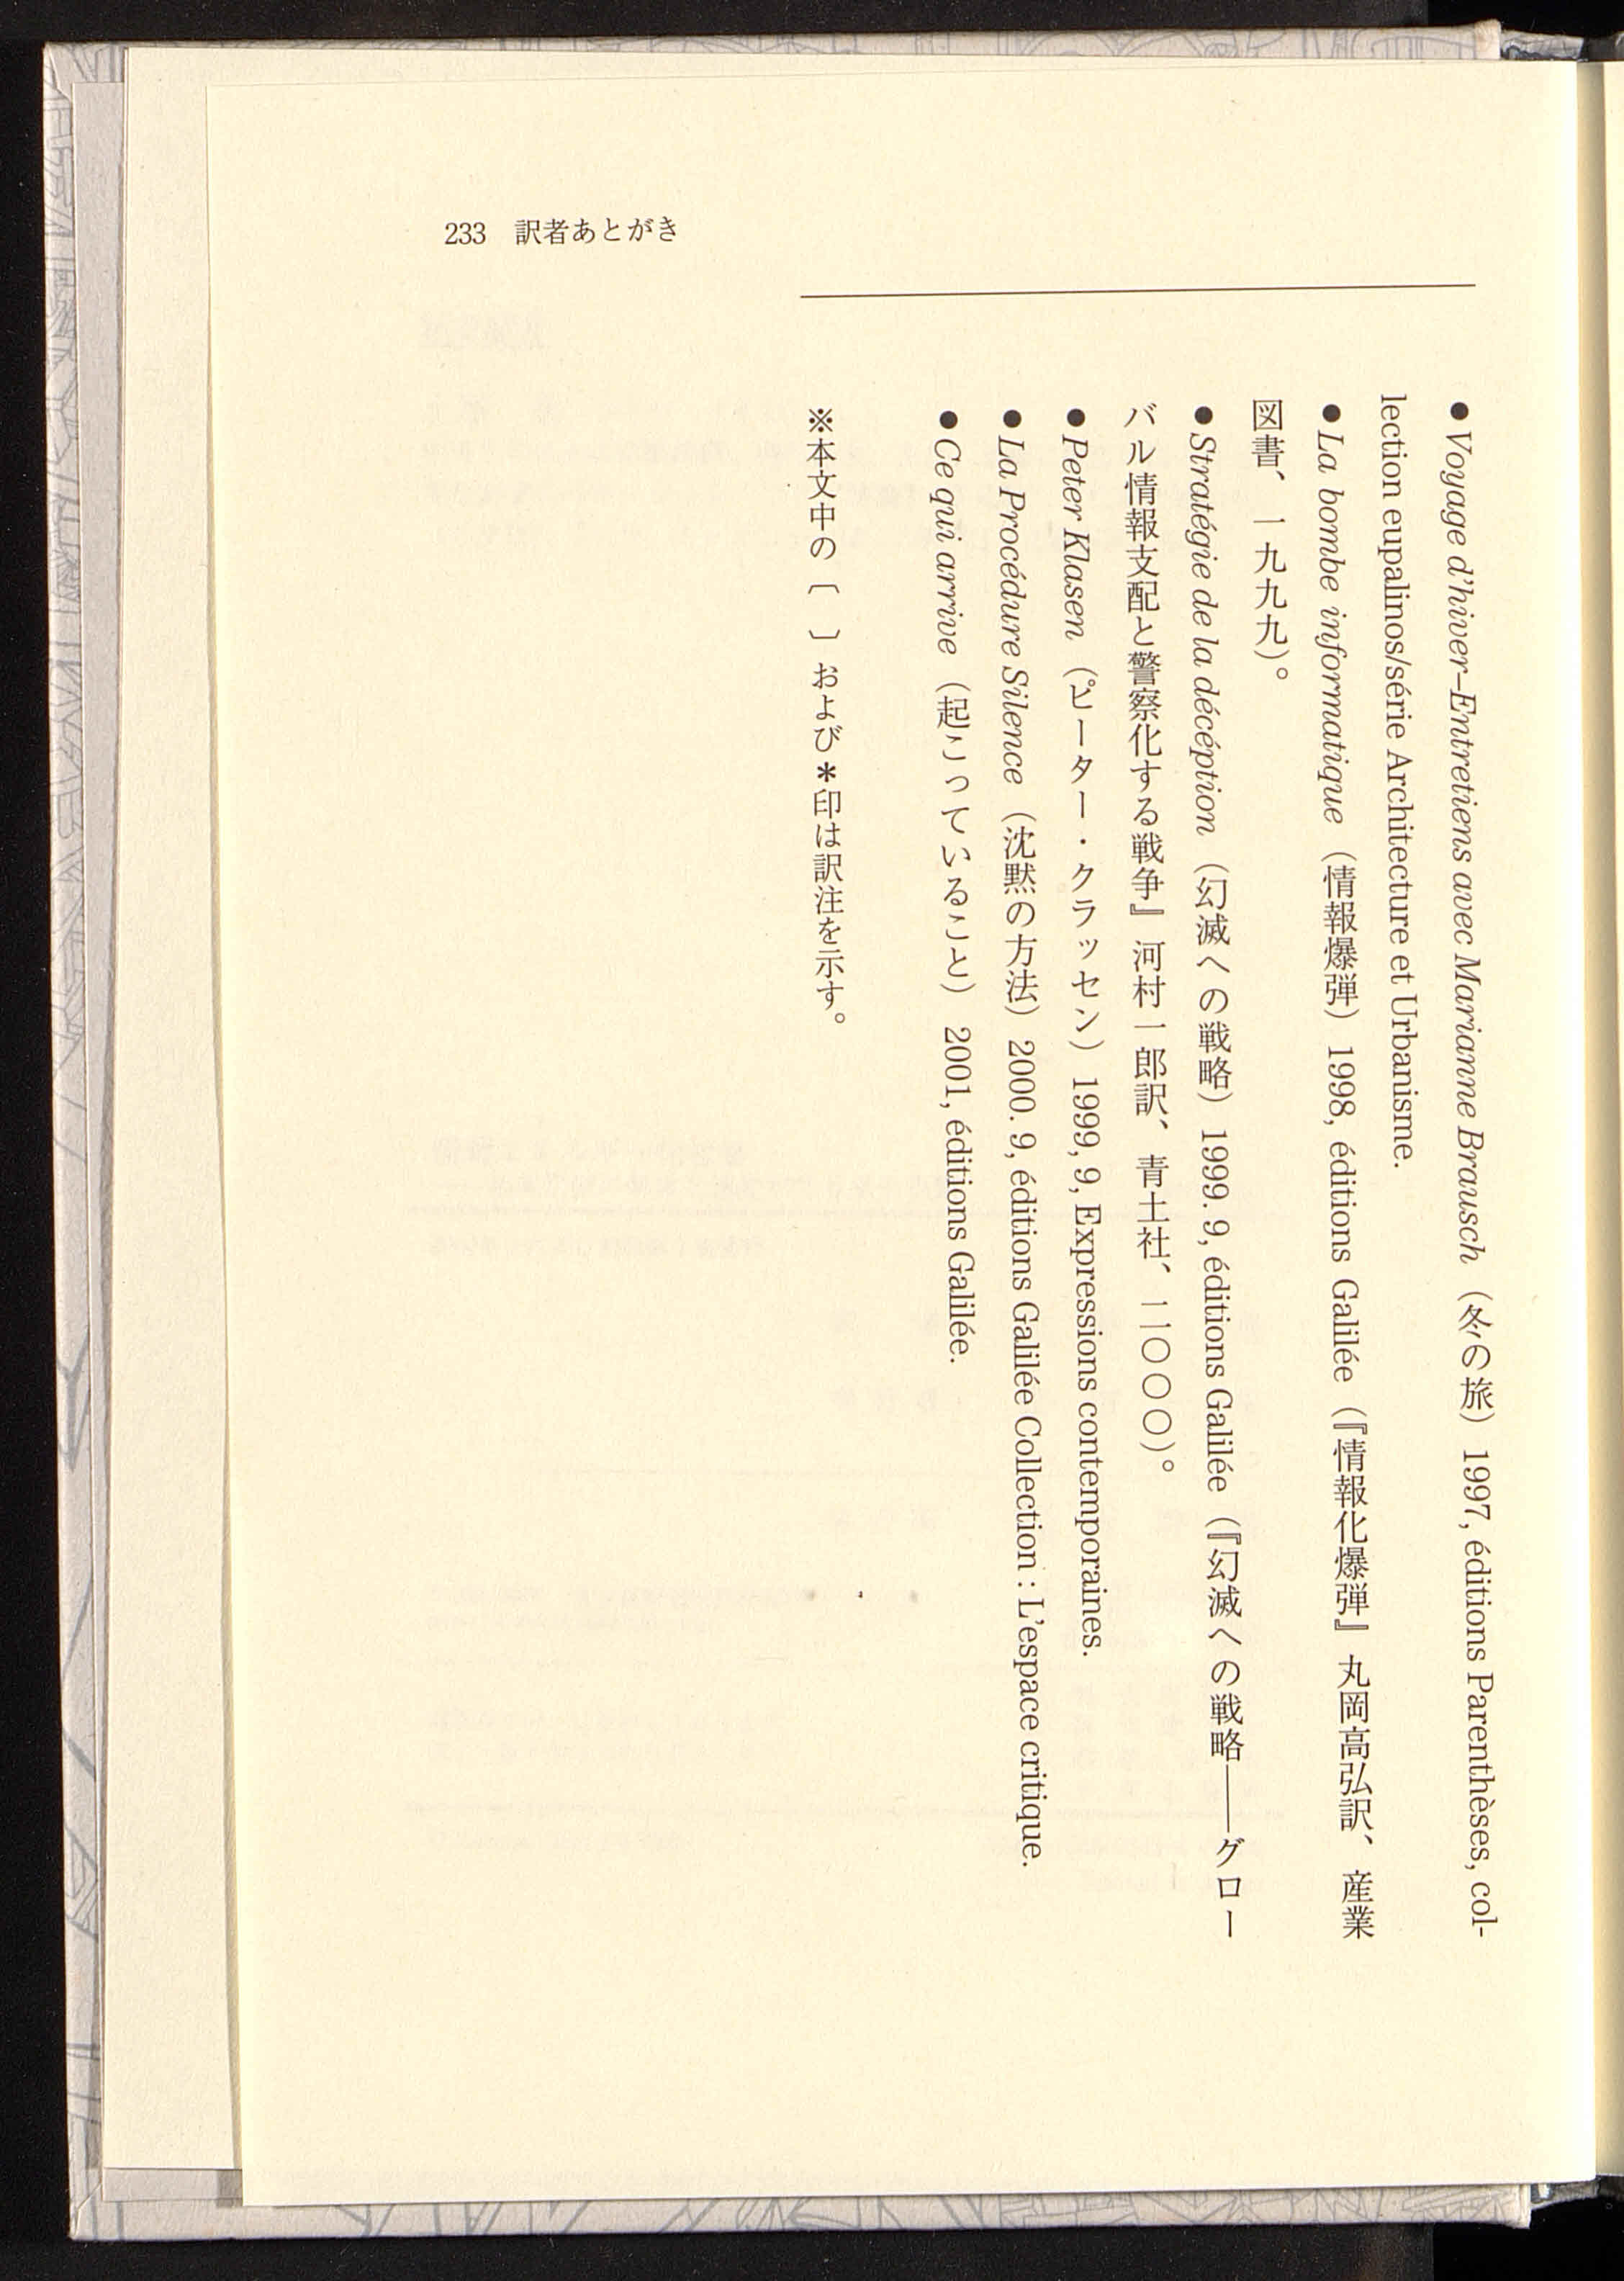 233　訳者あとがき
●Voyage d'hiver–Entretiens avec Marianne Brausch（冬の旅）1997, éditions Parenthèses, col-
lection eupalinos/série Architecture et Urbanisme.
●La bombe informatique（情報爆弾）1998, éditions Galilée（『情報化爆弾』丸岡高弘訳、産業
図書、一九九九）。
●Stratégie de la décéption（幻滅への戦略）1999. 9, éditions Galilée（『幻滅への戦略――グロー
バル情報支配と警察化する戦争』河村一郎訳、青土社、二〇〇〇）。
●Peter Klasen（ピーター・クラッセン）1999, 9, Expressions contemporaines.
●La Procédure Silence（沈黙の方法）2000. 9, éditions Galilée Collection : L'espace critique.
●Ce qui arrive（起こっていること）2001, éditions Galilée.
※本文中の〔　〕および＊印は訳注を示す。